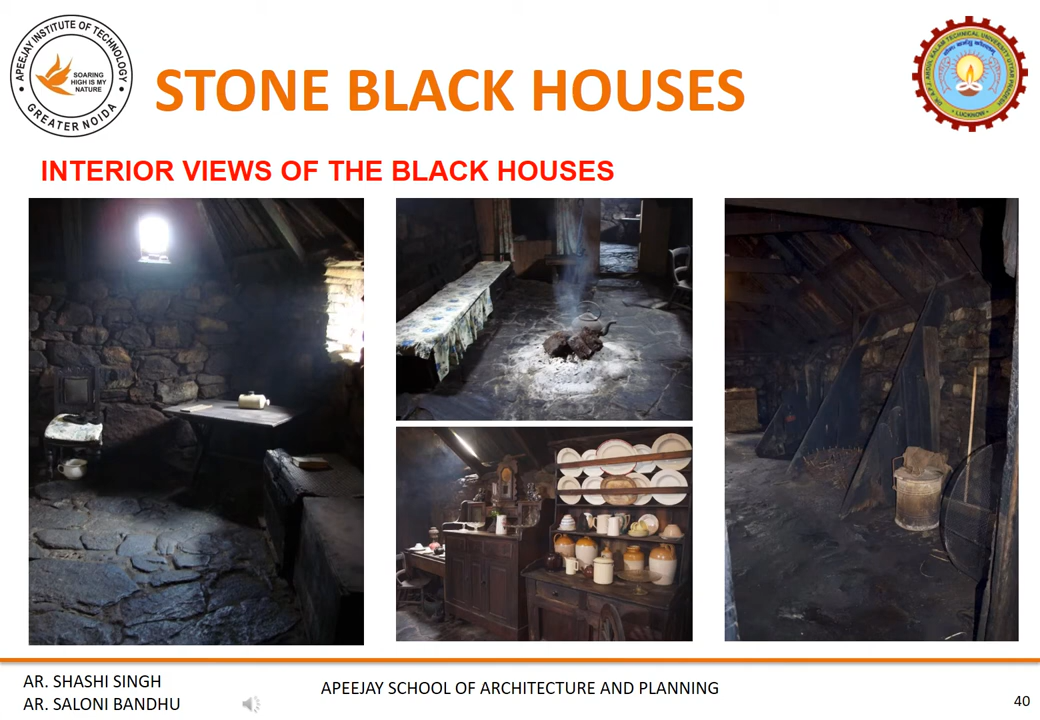 APEEJAY INSTITUTE OF TECHNOLOGY
SOARING
HIGH IS MY
NATURE
GREATER NOIDA
STONE BLACK HOUSES
LUCKNOW
INTERIOR VIEWS OF THE BLACK HOUSES
AR. SHASHI SINGH
AR. SALONI BANDHU
APEEJAY SCHOOL OF ARCHITECTURE AND PLANNING
40